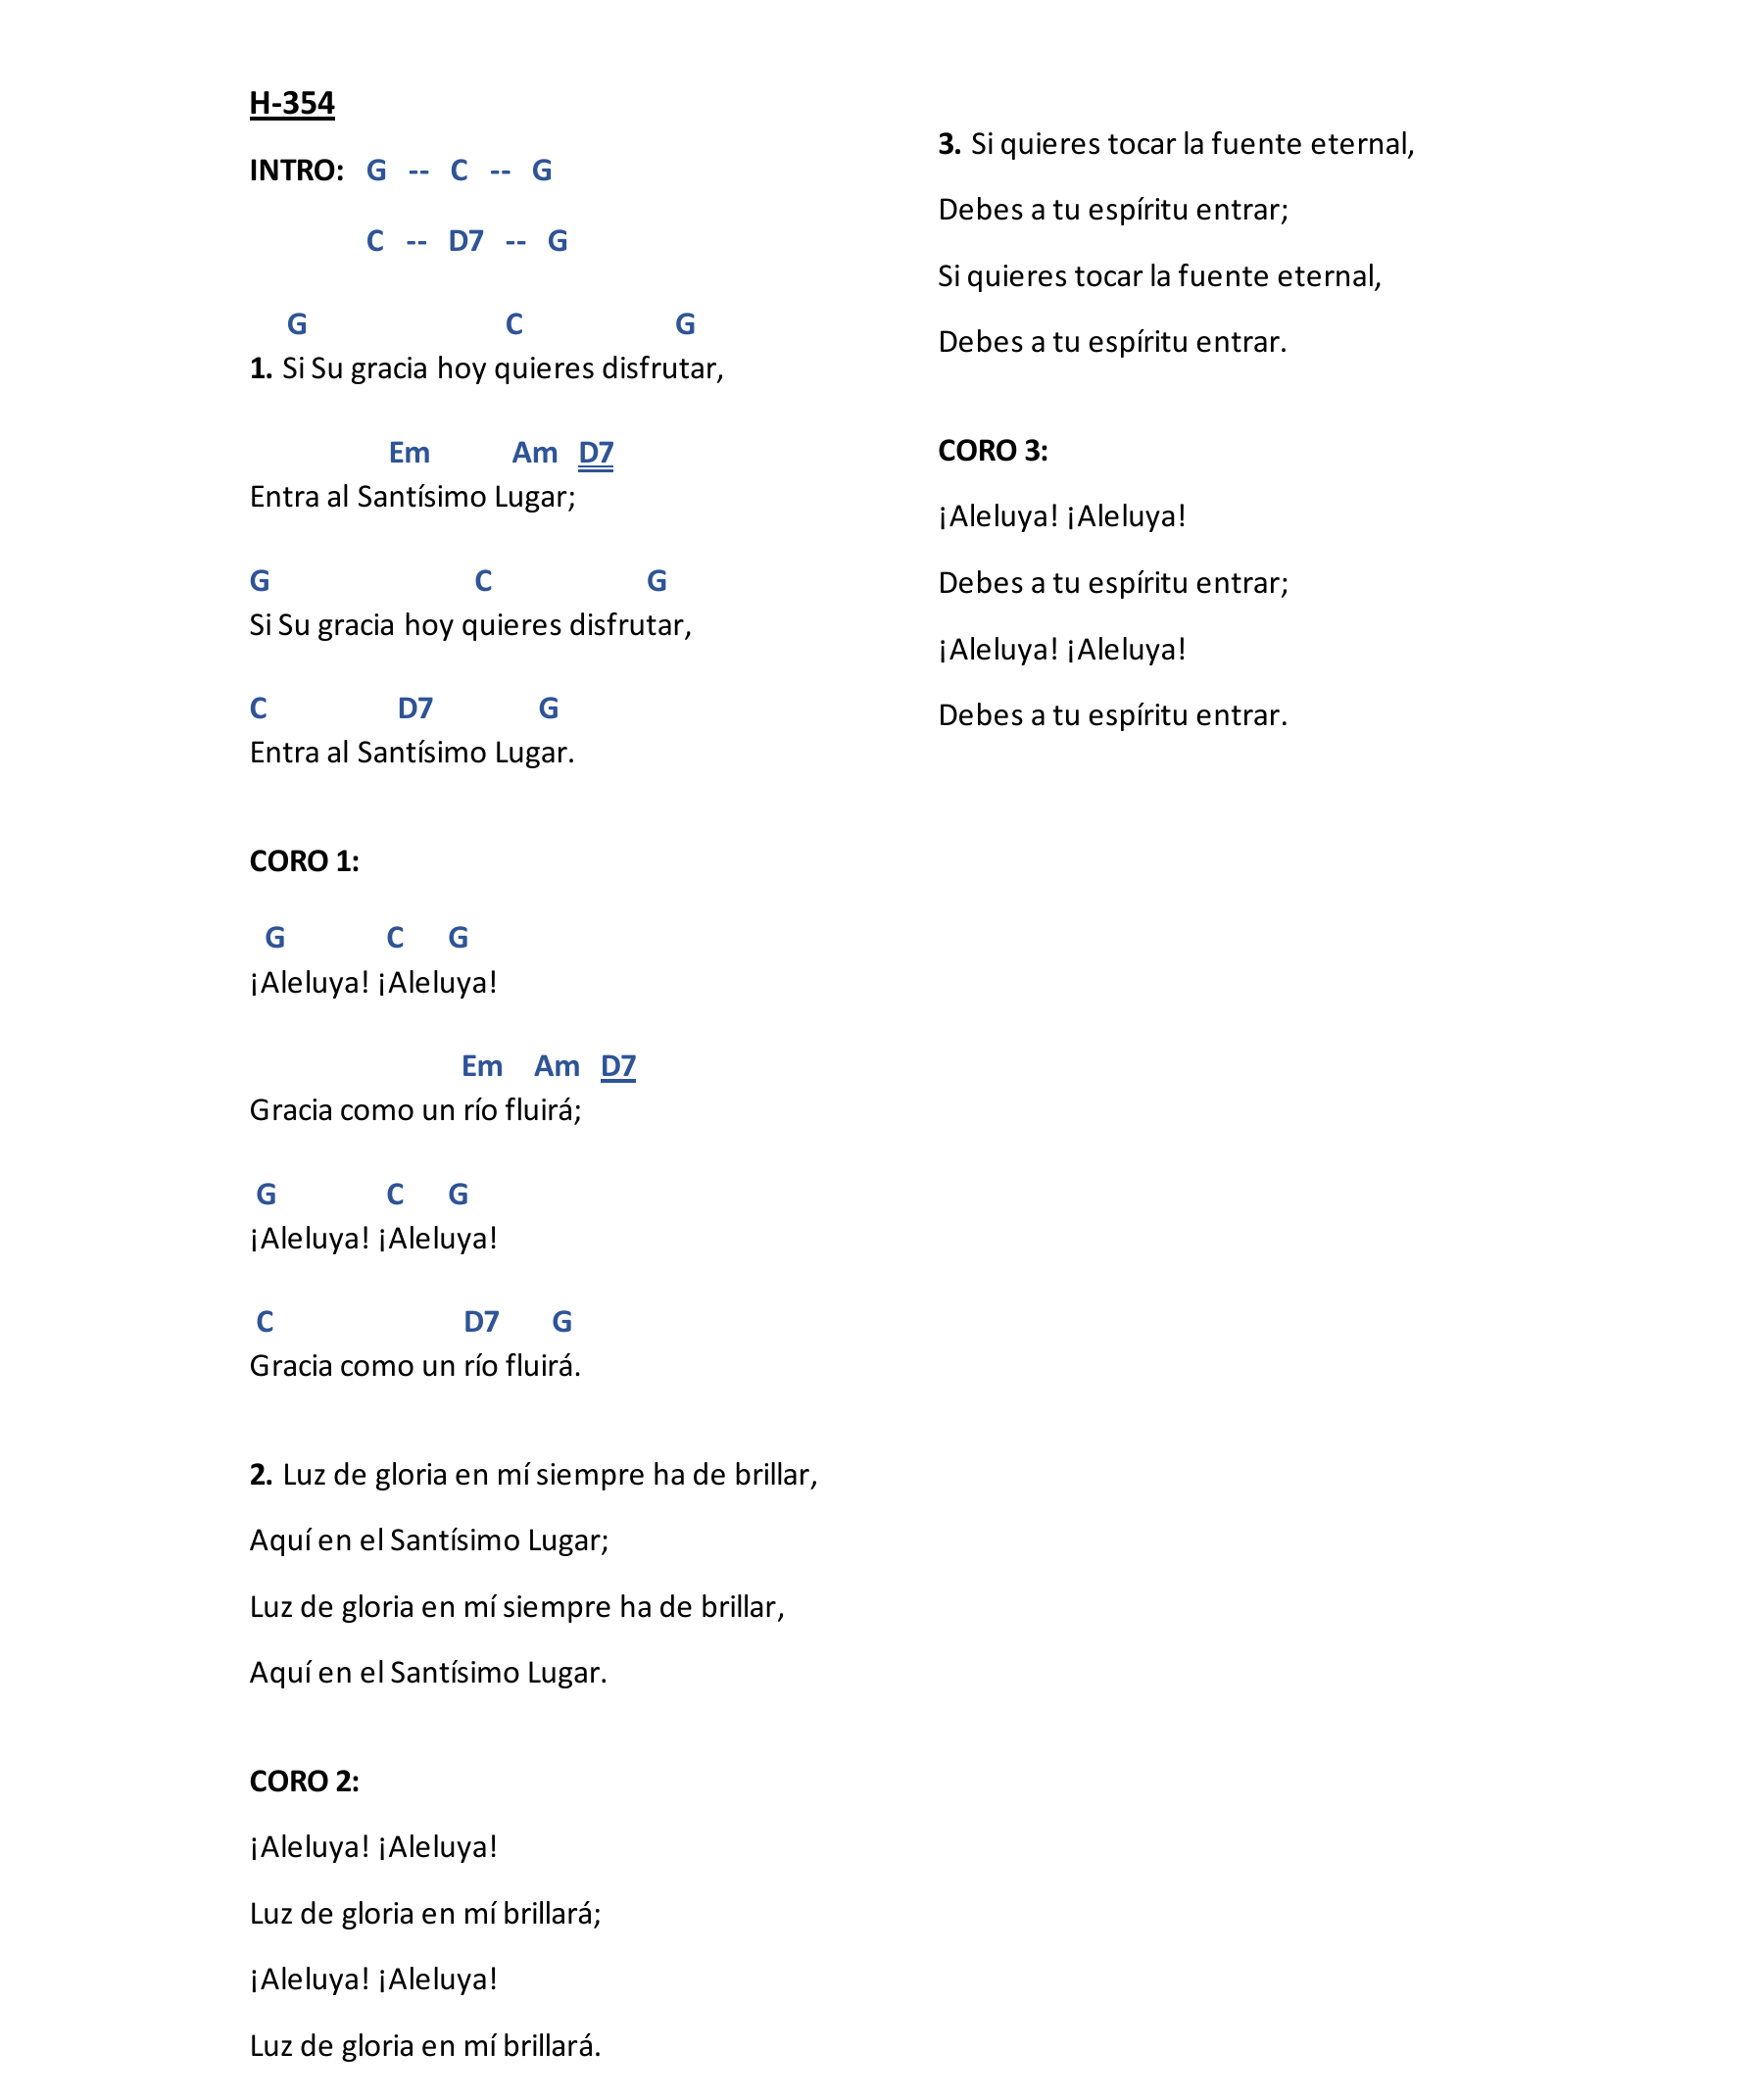 H-354
INTRO: G -- C -- G
C -- D7 -- G
G C G
1. Si Su gracia hoy quieres disfrutar,
Em Am D7
Entra al Santísimo Lugar;
G C G
Si Su gracia hoy quieres disfrutar,
C D7 G
Entra al Santísimo Lugar.
CORO 1:
G C G
¡Aleluya! ¡Aleluya!
Em Am D7
Gracia como un río fluirá;
G C G
¡Aleluya! ¡Aleluya!
C D7 G
Gracia como un río fluirá.
2. Luz de gloria en mí siempre ha de brillar,
Aquí en el Santísimo Lugar;
Luz de gloria en mí siempre ha de brillar,
Aquí en el Santísimo Lugar.
CORO 2:
¡Aleluya! ¡Aleluya!
Luz de gloria en mí brillará;
¡Aleluya! ¡Aleluya!
Luz de gloria en mí brillará.
3. Si quieres tocar la fuente eternal,
Debes a tu espíritu entrar;
Si quieres tocar la fuente eternal,
Debes a tu espíritu entrar.
CORO 3:
¡Aleluya! ¡Aleluya!
Debes a tu espíritu entrar;
¡Aleluya! ¡Aleluya!
Debes a tu espíritu entrar.